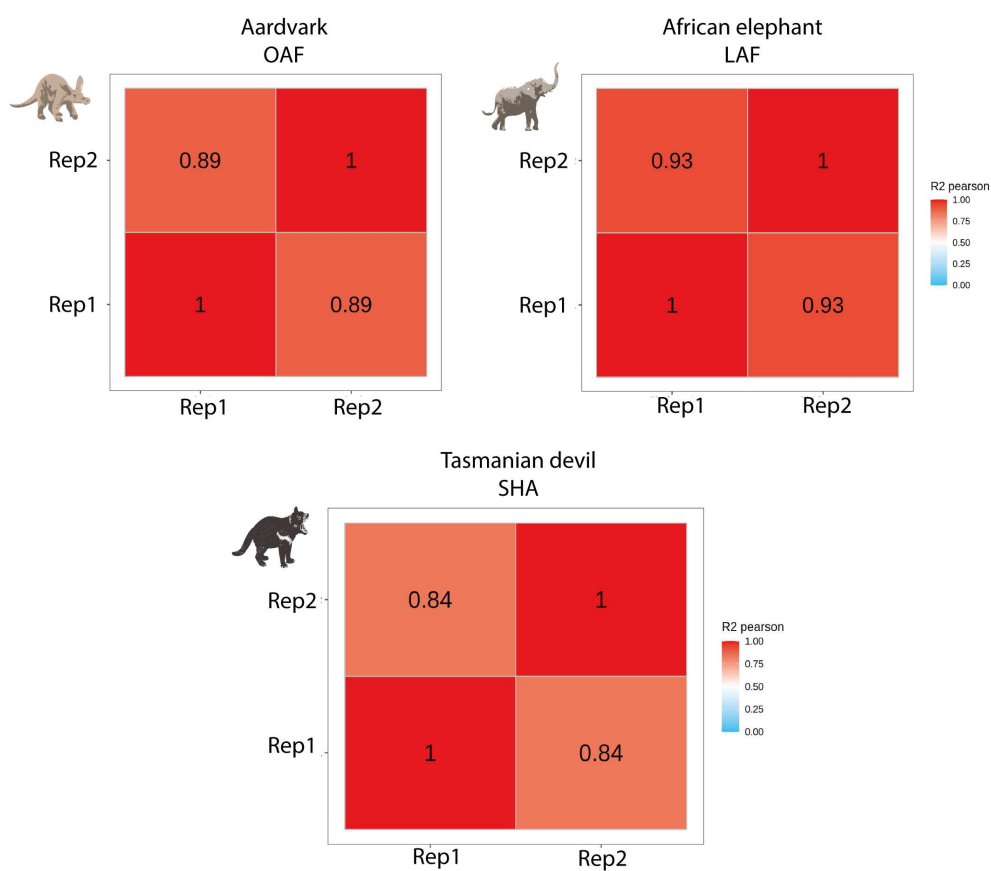 Aardvark
OAF
Rep2
0.89
1
Rep1
1
0.89
Rep1
Rep2
African elephant
LAF
Rep2
0.93
1
Rep1
1
0.93
Rep1
Rep2
R2 pearson
1.00
0.75
0.50
0.25
0.00
Tasmanian devil
SHA
Rep2
0.84
1
Rep1
1
0.84
Rep1
Rep2
R2 pearson
1.00
0.75
0.50
0.25
0.00